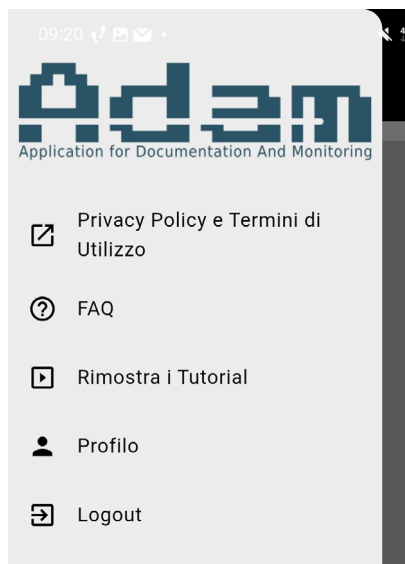 09:20
Adam
Application for Documentation And Monitoring
Privacy Policy e Termini di
Utilizzo
FAQ
Rimostra i Tutorial
Profilo
Logout